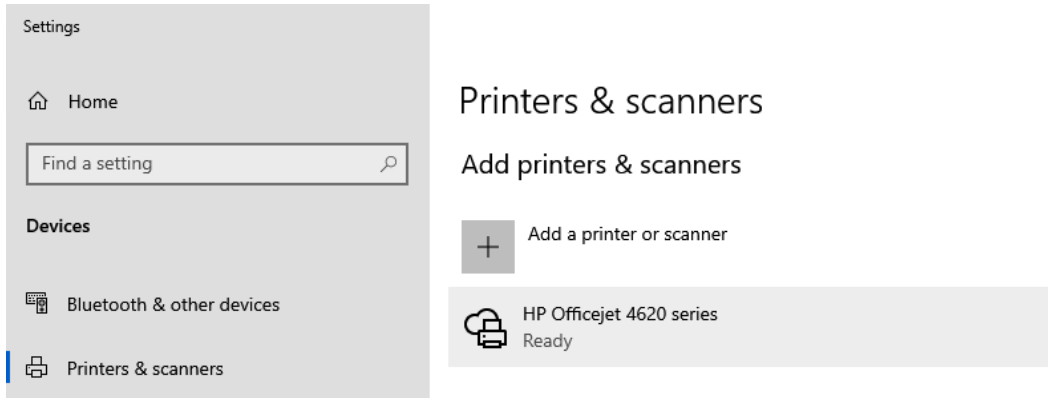 Settings
Home
Find a setting
Devices
Bluetooth & other devices
Printers & scanners
Printers & scanners
Add printers & scanners
Add a printer or scanner
HP Officejet 4620 series
Ready